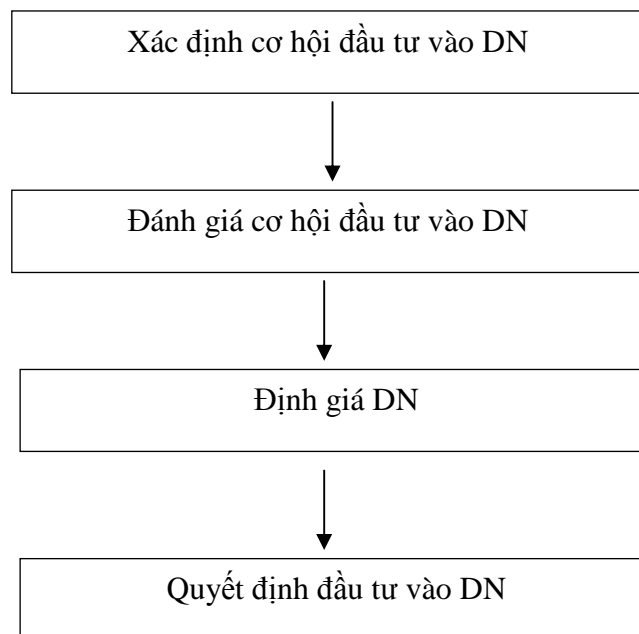 Xác định cơ hội đầu tư vào DN
Đánh giá cơ hội đầu tư vào DN
Định giá DN
Quyết định đầu tư vào DN